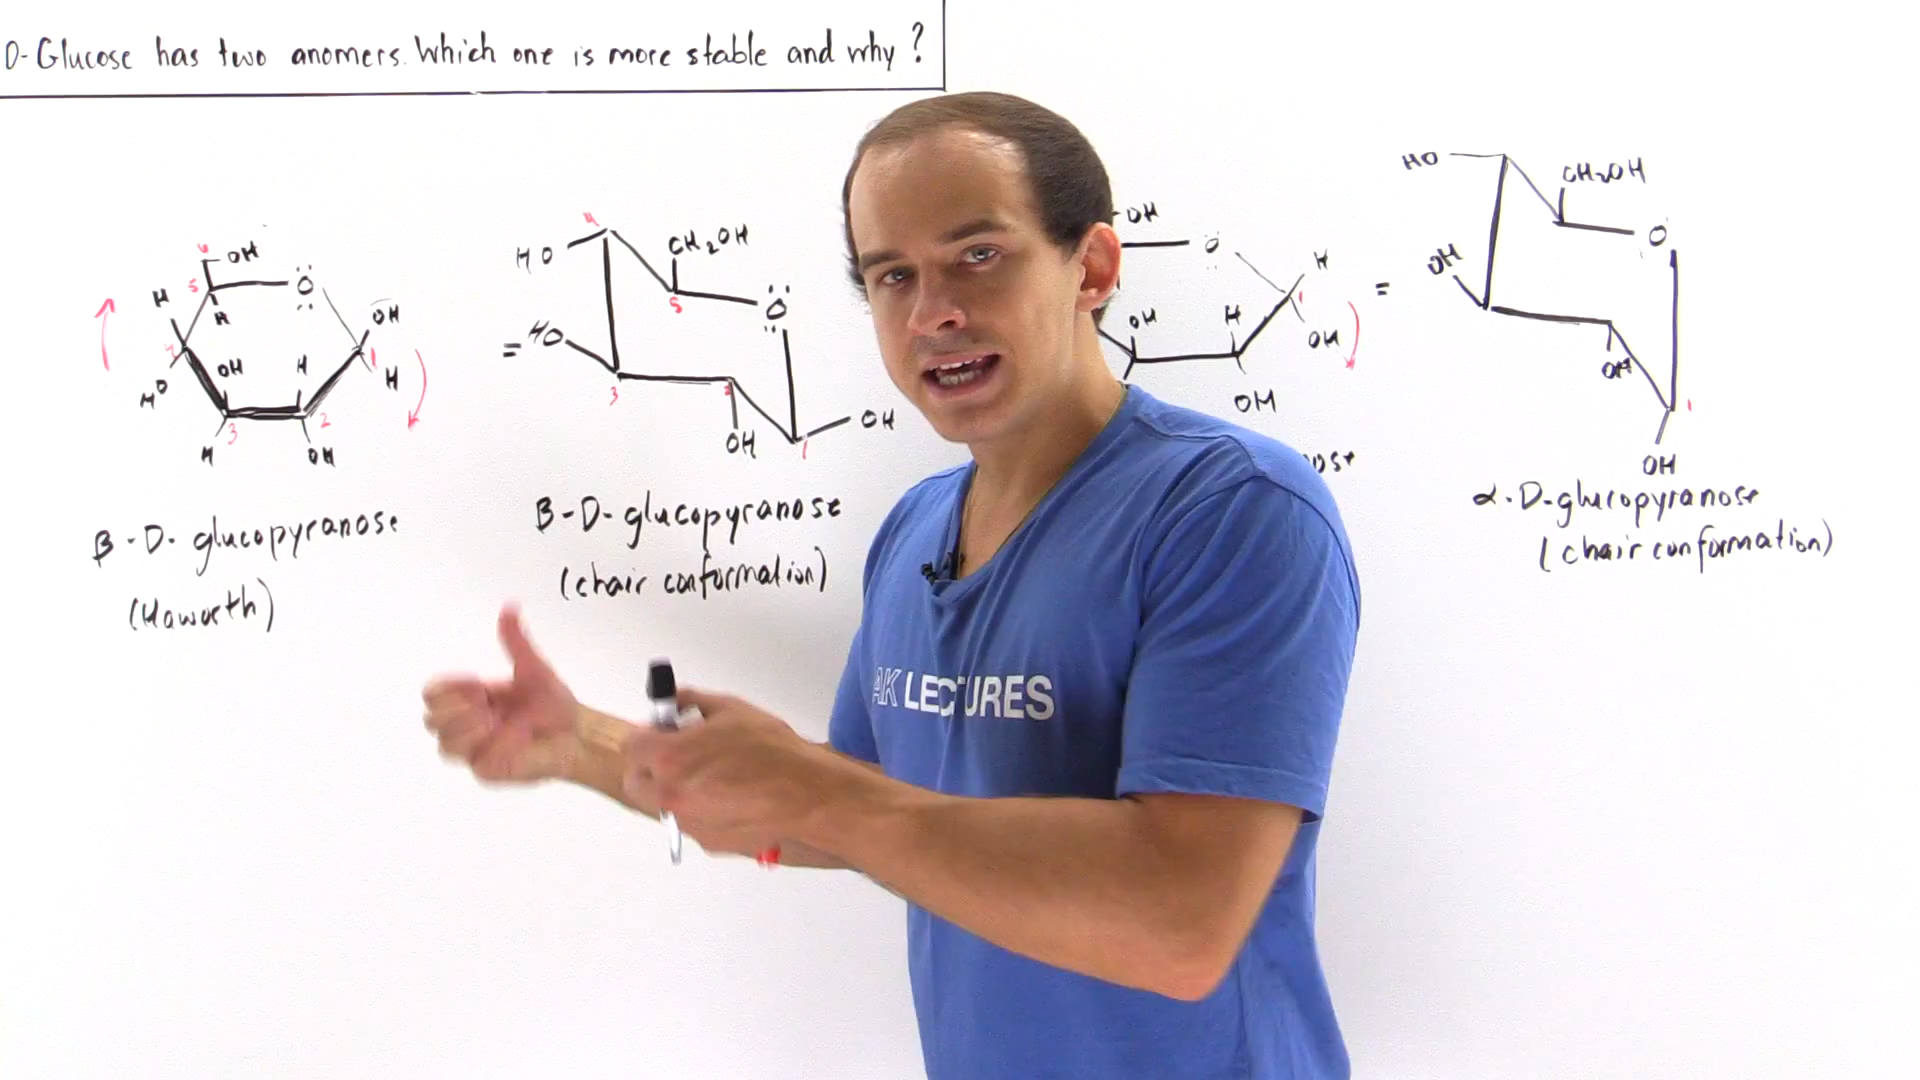 D-Glucose has two anomers. Which one is more stable and why?
6
OH
5
O
H
H
4
OH
H
OH
1
H
HO
3
2
H
OH
β-D-glucopyranose
(Haworth)
=
4
HO
CH2OH
5
O
HO
3
2
OH
OH
1
β-D-glucopyranose
(chair conformation)
OH
O
H
1
OH
H
OH
OH
=
HO
CH2OH
O
OH
OH
1
OH
α-D-glucopyranose
(chair conformation)
AK LECTURES